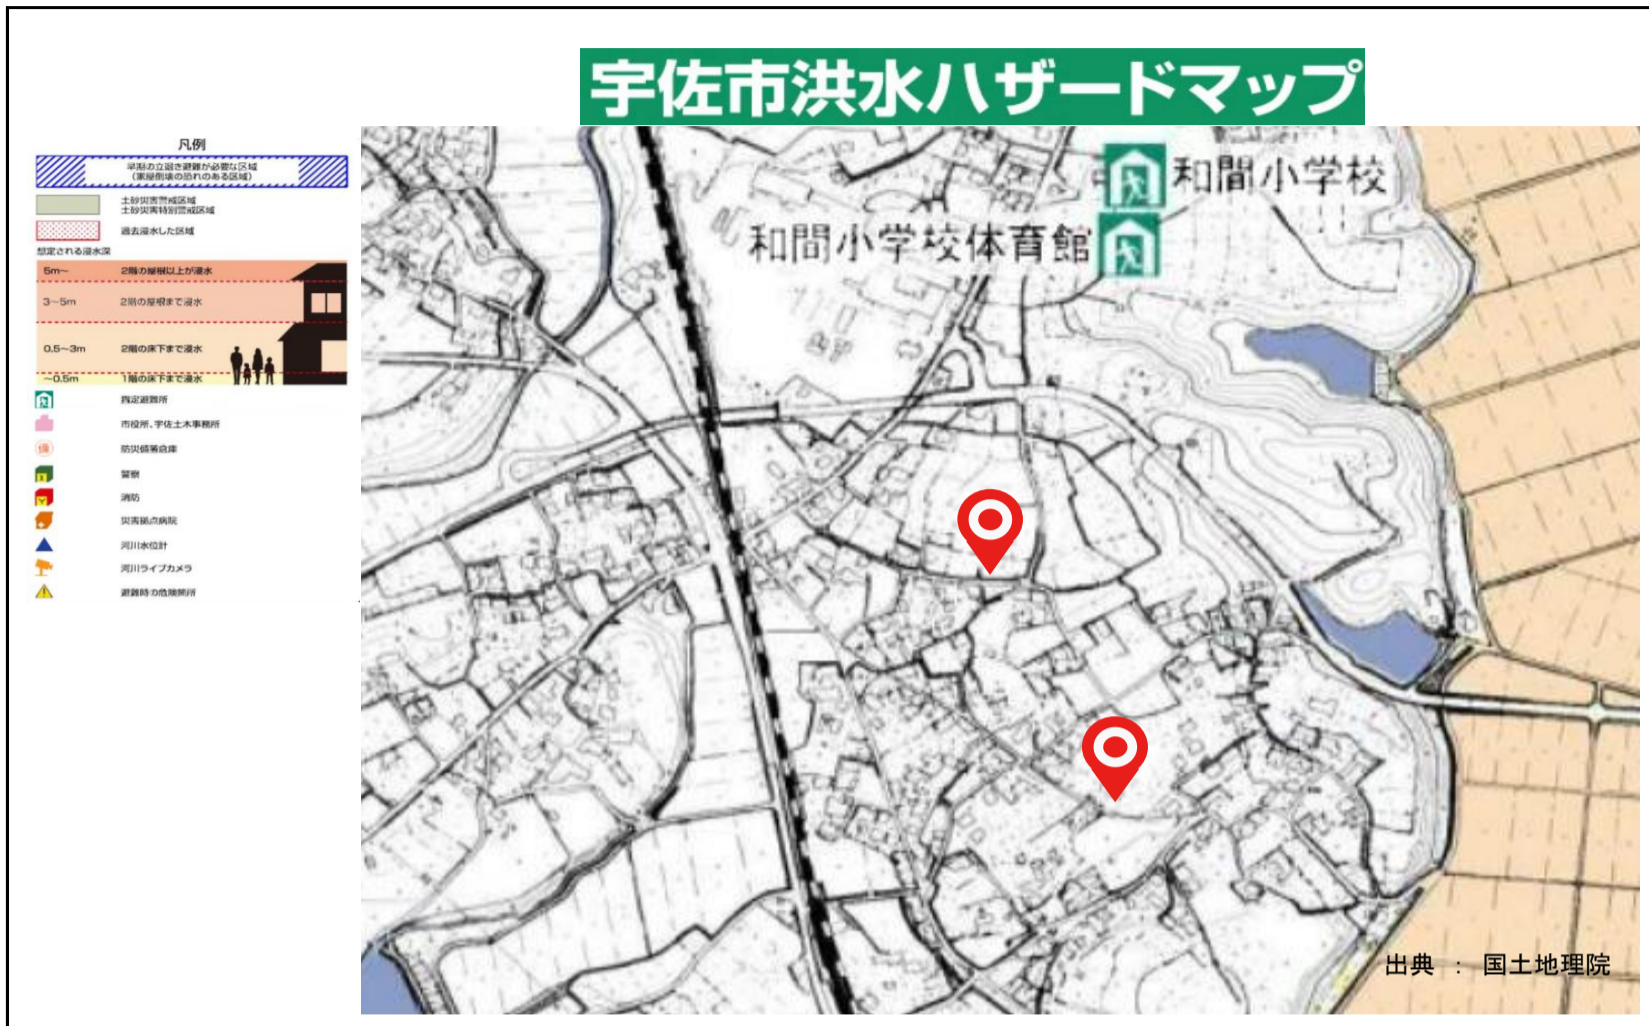 宇佐市洪水ハザードマップ
凡例
早期の立退き避難が必要な区域
(家屋倒壊の恐れのある区域)
土砂災害警戒区域
土砂災害特別警戒区域
過去浸水した区域
想定される浸水深
5m~ 2階の屋根以上が浸水
3~5m 2階の屋根まで浸水
0.5~3m 2階の床下まで浸水
~0.5m 1階の床下まで浸水
指定避難所
市役所、宇佐土木事務所
備 防災備蓄倉庫
警察
消防
災害拠点病院
河川水位計
河川ライブカメラ
避難時の危険箇所
和間小学校
和間小学校体育館
出典 : 国土地理院